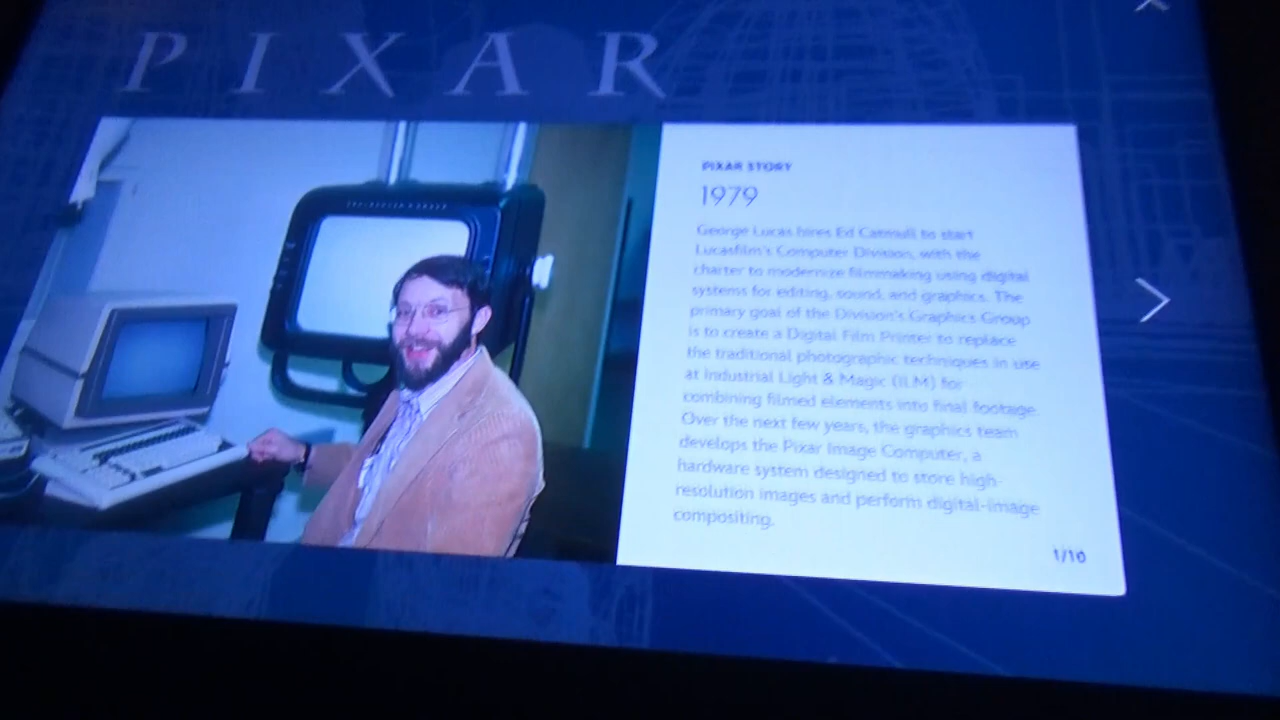 PIXAR
PIXAR STORY
1979
George Lucas hires Ed Catmull to start
Lucasfilm's Computer Division, with the
charter to modernize filmmaking using digital
systems for editing, sound, and graphics. The
primary goal of the Division's Graphics Group
is to create a Digital Film Printer to replace
the traditional photographic techniques in use
at Industrial Light & Magic (ILM) for
combining filmed elements into final footage.
Over the next few years, the graphics team
develops the Pixar Image Computer, a
hardware system designed to store high-
resolution images and perform digital-image
compositing.
1/10